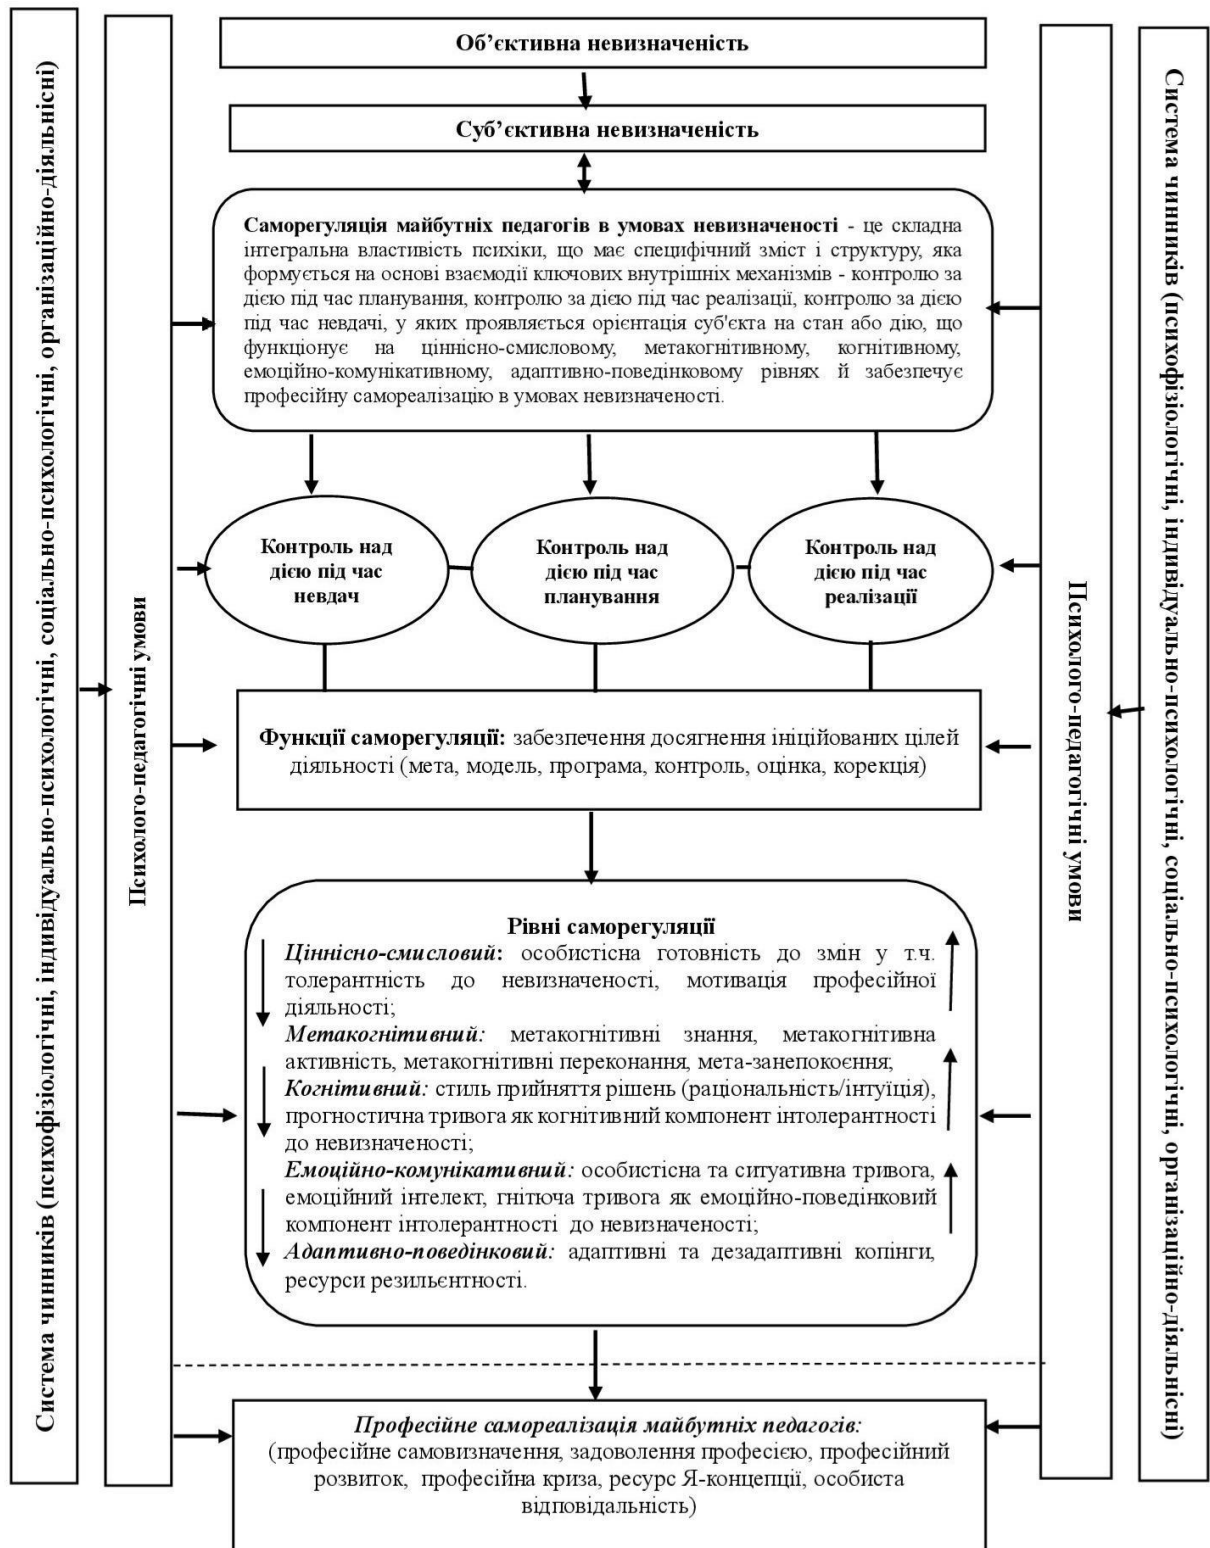 Система чинників (психофізіологічні, індивідуально-психологічні, соціально-психологічні, організаційно-діяльнісні)
Психолого-педагогічні умови
Об’єктивна невизначеність
Суб’єктивна невизначеність
Саморегуляція майбутніх педагогів в умовах невизначеності - це складна
інтегральна властивість психіки, що має специфічний зміст і структуру, яка
формується на основі взаємодії ключових внутрішніх механізмів - контролю за
дією під час планування, контролю за дією під час реалізації, контролю за дією
під час невдачі, у яких проявляється орієнтація суб'єкта на стан або дію, що
функціонує на ціннісно-смисловому, метакогнітивному, когнітивному,
емоційно-комунікативному, адаптивно-поведінковому рівнях й забезпечує
професійну самореалізацію в умовах невизначеності.
Контроль над
дією під час
невдач
Контроль над
дією під час
планування
Контроль над
дією під час
реалізації
Функції саморегуляції: забезпечення досягнення ініційованих цілей
діяльності (мета, модель, програма, контроль, оцінка, корекція)
Рівні саморегуляції
Ціннісно-смисловий: особистісна готовність до змін у т.ч.
толерантність до невизначеності, мотивація професійної
діяльності;
Метакогнітивний: метакогнітивні знання, метакогнітивна
активність, метакогнітивні переконання, мета-занепокоєння;
Когнітивний: стиль прийняття рішень (раціональність/інтуїція),
прогностична тривога як когнітивний компонент інтолерантності
до невизначеності;
Емоційно-комунікативний: особистісна та ситуативна тривога,
емоційний інтелект, гнітюча тривога як емоційно-поведінковий
компонент інтолерантності до невизначеності;
Адаптивно-поведінковий: адаптивні та дезадаптивні копінги,
ресурси резильєнтності.
Професійне самореалізація майбутніх педагогів:
(професійне самовизначення, задоволення професією, професійний
розвиток, професійна криза, ресурс Я-концепції, особиста
відповідальність)
Психолого-педагогічні умови
Система чинників (психофізіологічні, індивідуально-психологічні, соціально-психологічні, організаційно-діяльнісні)